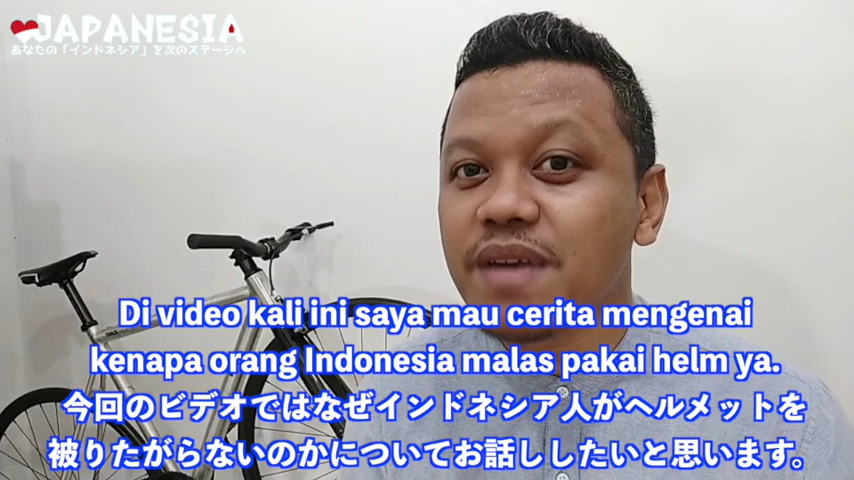 JAPANESIA
あなたの「インドネシア」を次のステージへ
Di video kali ini saya mau cerita mengenai
kenapa orang Indonesia malas pakai helm ya.
今回のビデオではなぜインドネシア人がヘルメットを
被りたがらないのかについてお話ししたいと思います。